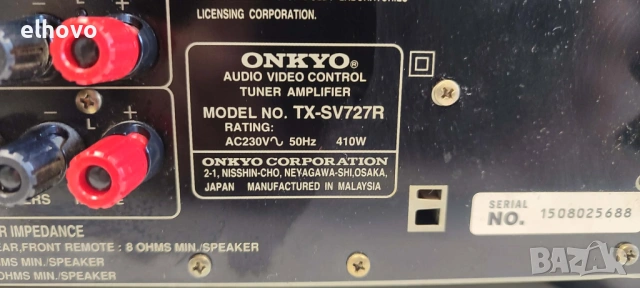 elhovo
LICENSING CORPORATION.
ONKYO®
AUDIO VIDEO CONTROL
TUNER AMPLIFIER
MODEL NO. TX-SV727R
RATING:
AC230V∿ 50Hz 410W
ONKYO CORPORATION
2-1, NISSHIN-CHO, NEYAGAWA-SHI, OSAKA,
JAPAN MANUFACTURED IN MALAYSIA
SERIAL
NO. 1508025688
L
L
IMPEDANCE
FRONT REMOTE : 8 OHMS MIN./SPEAKER
OHMS MIN./SPEAKER
OHMS MIN./SPEAKER
BAZAR